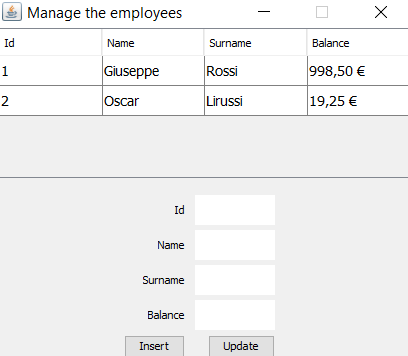 Manage the employees
Id Name Surname Balance
1 Giuseppe Rossi 998,50 €
2 Oscar Lirussi 19,25 €
Id
Name
Surname
Balance
Insert Update